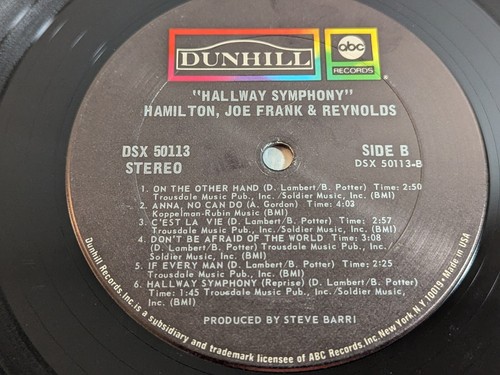 DUNHILL
abc
RECORDS
"HALLWAY SYMPHONY"
HAMILTON, JOE FRANK & REYNOLDS
DSX 50113
STEREO
SIDE B
DSX 50113-B
1. ON THE OTHER HAND (D. Lambert/B. Potter) Time: 2:50
Trousdale Music Pub., Inc./Soldier Music, Inc. (BMI)
2. ANNA, NO CAN DO (A. Gordon) Time: 4:03
Koppelman-Rubin Music (BMI)
3. C'EST LA VIE (D. Lambert/B. Potter) Time: 2:57
Trousdale Music Pub., Inc./Soldier Music, Inc. (BMI)
4. DON'T BE AFRAID OF THE WORLD Time: 3:08
(D. Lambert/B. Potter) Trousdale Music Pub., Inc./
Soldier Music, Inc. (BMI)
5. IF EVERY MAN (D. Lambert/B. Potter) Time: 2:25
Trousdale Music Pub., Inc./Soldier Music, Inc. (BMI)
6. HALLWAY SYMPHONY (Reprise) (D. Lambert/B. Potter)
Time: 1:45 Trousdale Music Pub., Inc./Soldier Music,
Inc. (BMI)
PRODUCED BY STEVE BARRI
Dunhill Records, Inc. is a subsidiary and trademark licensee of ABC Records, Inc. New York, N.Y. 10019 • Made in USA